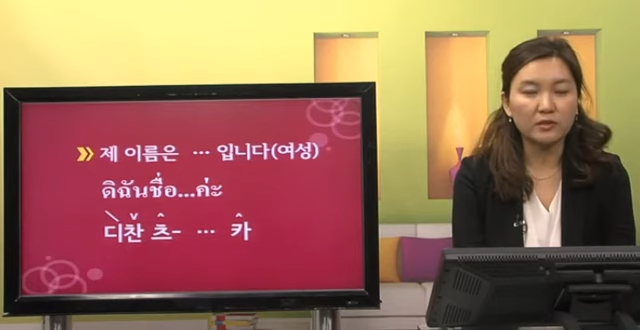 » 제 이름은 … 입니다(여성)
ดิฉันชื่อ...ค่ะ
디찬 츠- … 카